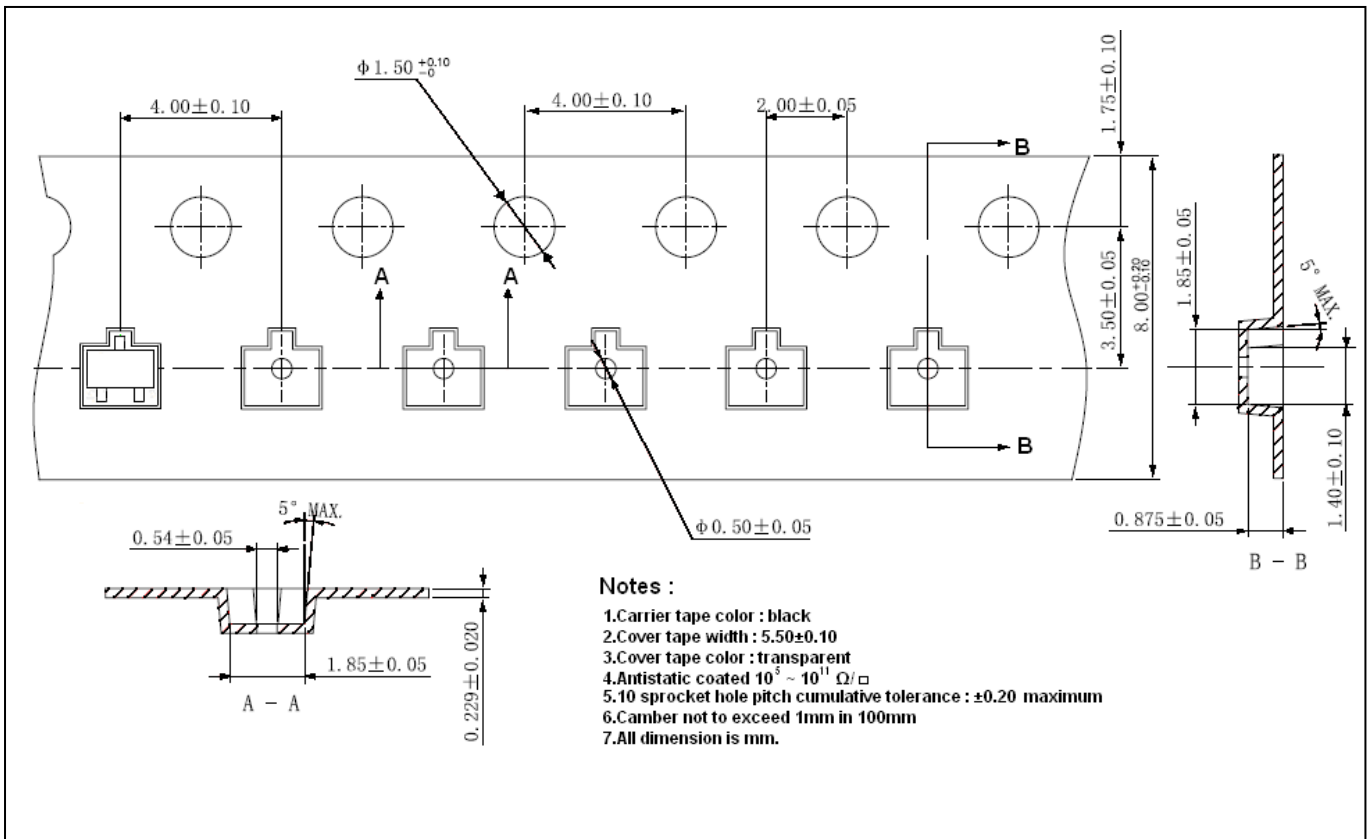 φ1.50 +0.10 -0
4.00±0.10
4.00±0.10
2.00±0.05
1.75±0.10
B
A
A
3.50±0.05
8.00 +0.20 -0.10
1.85±0.05
5° MAX.
B
φ0.50±0.05
1.40±0.10
0.875±0.05
B - B
5° MAX.
0.54±0.05
1.85±0.05
0.229±0.020
A - A
Notes :
1.Carrier tape color : black
2.Cover tape width : 5.50±0.10
3.Cover tape color : transparent
4.Antistatic coated 10⁵ ~ 10¹¹ Ω/□
5.10 sprocket hole pitch cumulative tolerance : ±0.20 maximum
6.Camber not to exceed 1mm in 100mm
7.All dimension is mm.